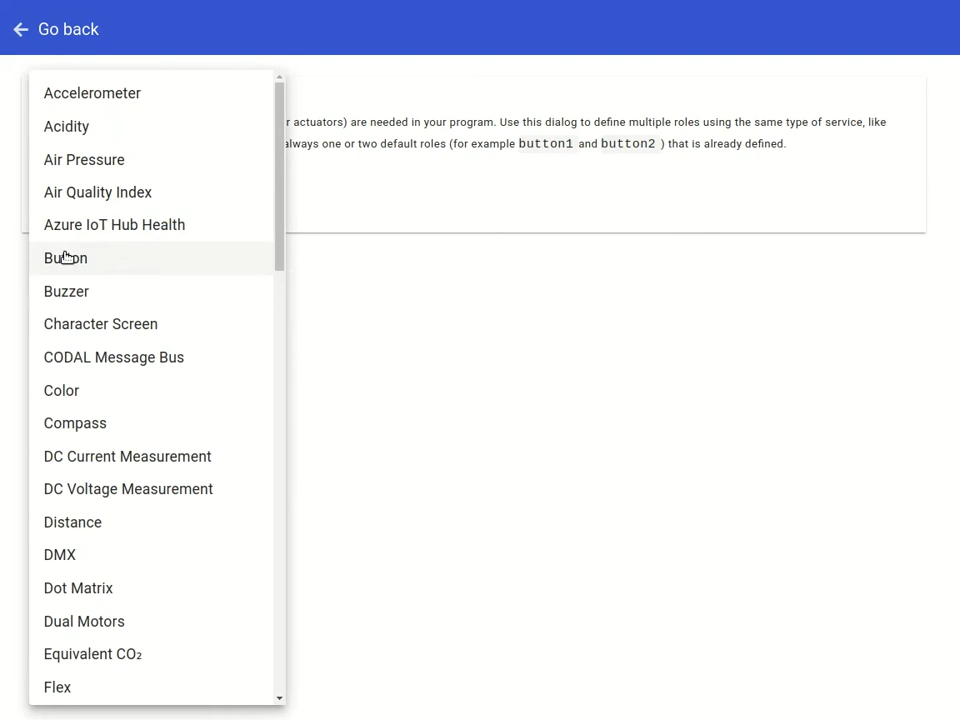 Go back
Accelerometer
Acidity
Air Pressure
Air Quality Index
Azure IoT Hub Health
Button
Buzzer
Character Screen
CODAL Message Bus
Color
Compass
DC Current Measurement
DC Voltage Measurement
Distance
DMX
Dot Matrix
Dual Motors
Equivalent CO₂
Flex
r actuators) are needed in your program. Use this dialog to define multiple roles using the same type of service, like
always one or two default roles (for example button1 and button2 ) that is already defined.